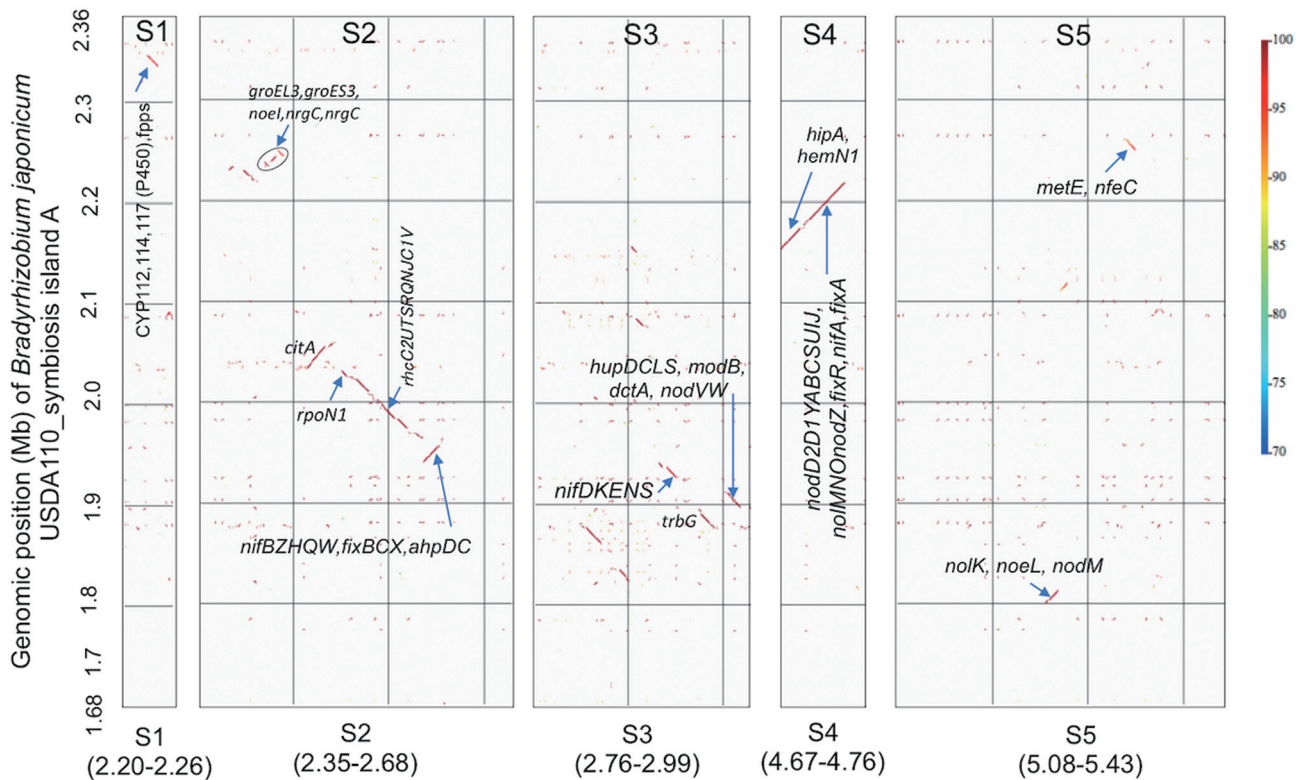 Genomic position (Mb) of Bradyrhizobium japonicum
USDA110_symbiosis island A
2.36
2.3
2.2
2.1
2.0
1.9
1.8
1.7
1.68
S1
CYP112,114,117 (P450),fpps
S2
groEL3,groES3,
noeI,nrgC,nrgC
citA
rpoN1
rhcC2UTSRQNJC1V
nifBZHQW,fixBCX,ahpDC
S3
hupDCLS, modB,
dctA, nodVW
nifDKENS
trbG
S4
hipA,
hemN1
nodD2D1YABCSUIJ,
nolMNOnodZ,fixR,nifA,fixA
S5
metE, nfeC
nolK, noeL, nodM
100
95
90
85
80
75
70
S1
(2.20-2.26)
S2
(2.35-2.68)
S3
(2.76-2.99)
S4
(4.67-4.76)
S5
(5.08-5.43)